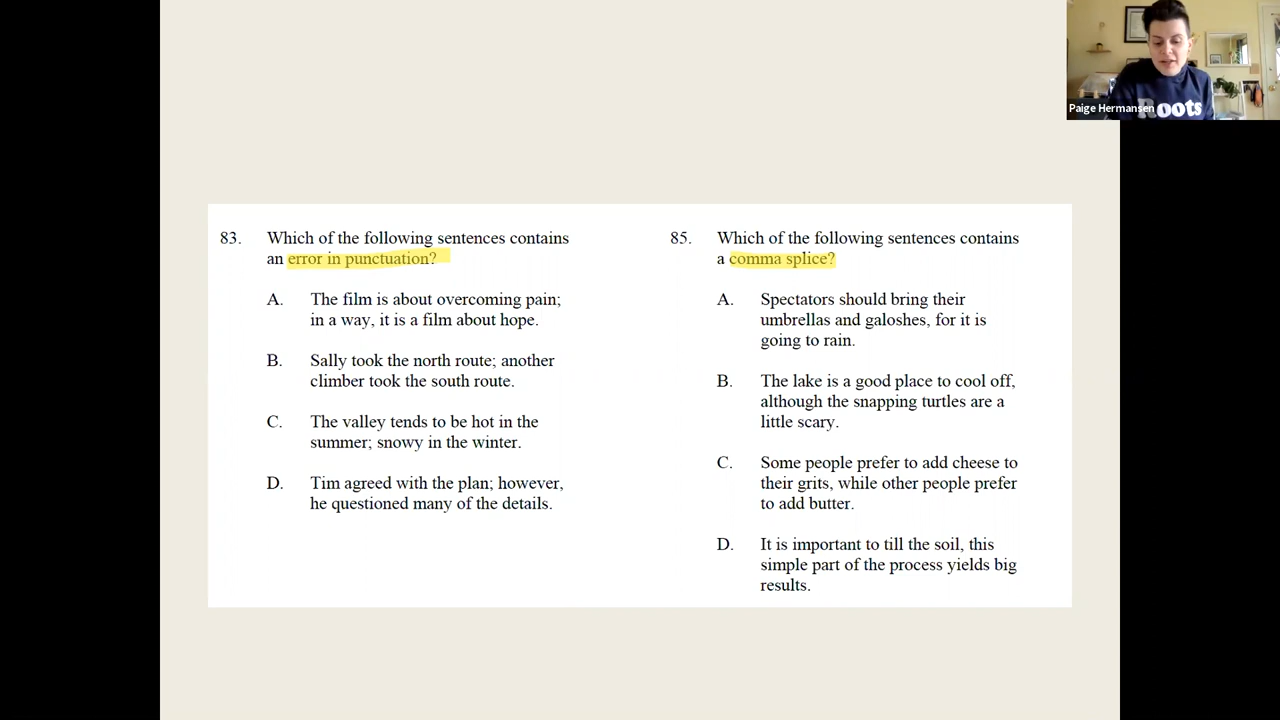 Paige Hermansen
Roots
83. Which of the following sentences contains
an error in punctuation?
A. The film is about overcoming pain;
in a way, it is a film about hope.
B. Sally took the north route; another
climber took the south route.
C. The valley tends to be hot in the
summer; snowy in the winter.
D. Tim agreed with the plan; however,
he questioned many of the details.
85. Which of the following sentences contains
a comma splice?
A. Spectators should bring their
umbrellas and galoshes, for it is
going to rain.
B. The lake is a good place to cool off,
although the snapping turtles are a
little scary.
C. Some people prefer to add cheese to
their grits, while other people prefer
to add butter.
D. It is important to till the soil, this
simple part of the process yields big
results.